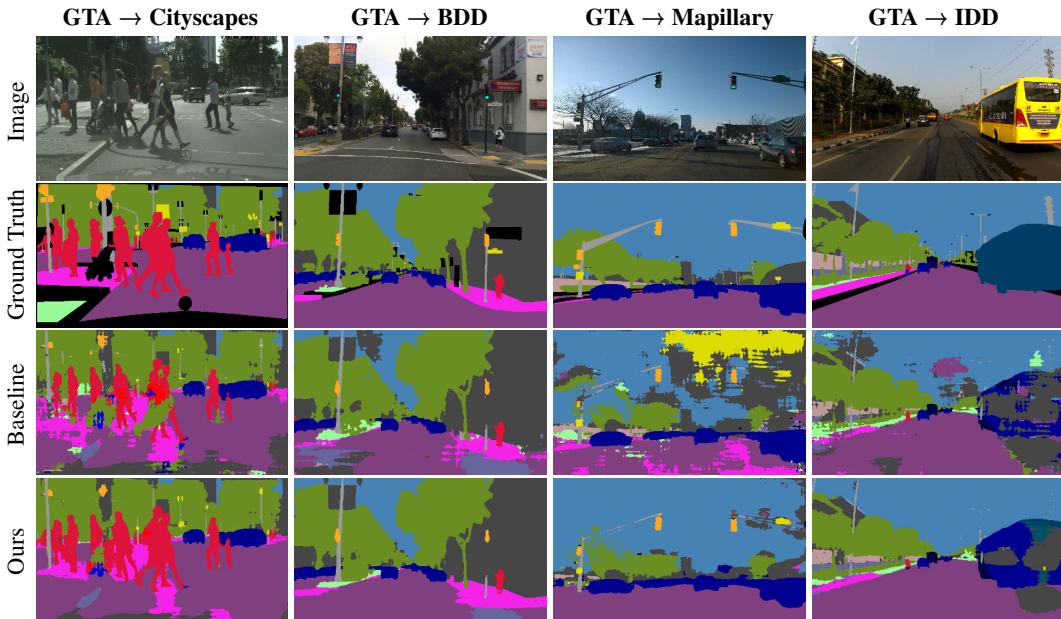 GTA → Cityscapes
GTA → BDD
GTA → Mapillary
GTA → IDD
Image
Ground Truth
Baseline
Ours